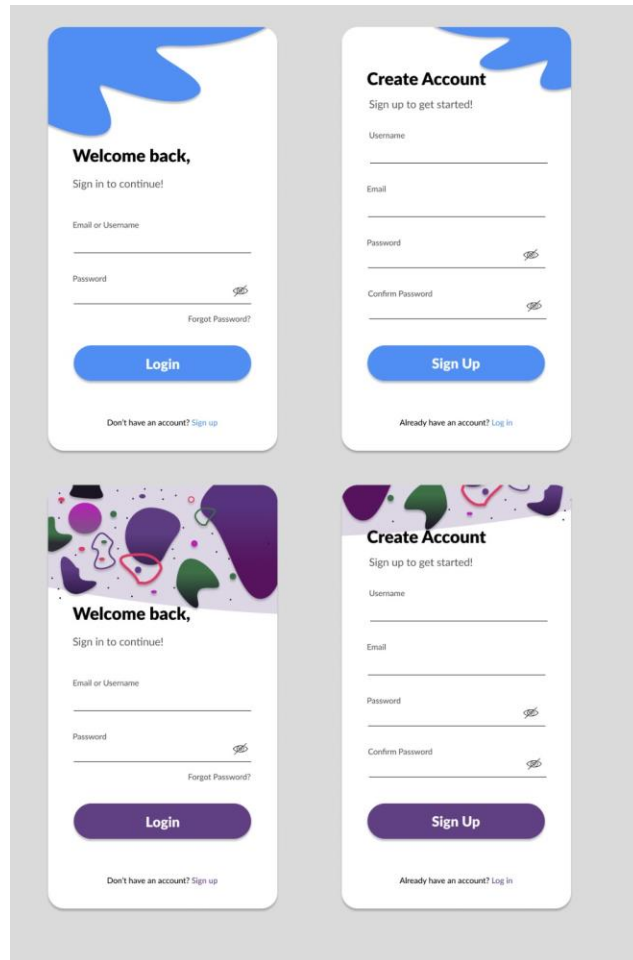 Welcome back,
Sign in to continue!
Email or Username
Password
Forgot Password?
Login
Don't have an account? Sign up
Create Account
Sign up to get started!
Username
Email
Password
Confirm Password
Sign Up
Already have an account? Log in
Welcome back,
Sign in to continue!
Email or Username
Password
Forgot Password?
Login
Don't have an account? Sign up
Create Account
Sign up to get started!
Username
Email
Password
Confirm Password
Sign Up
Already have an account? Log in